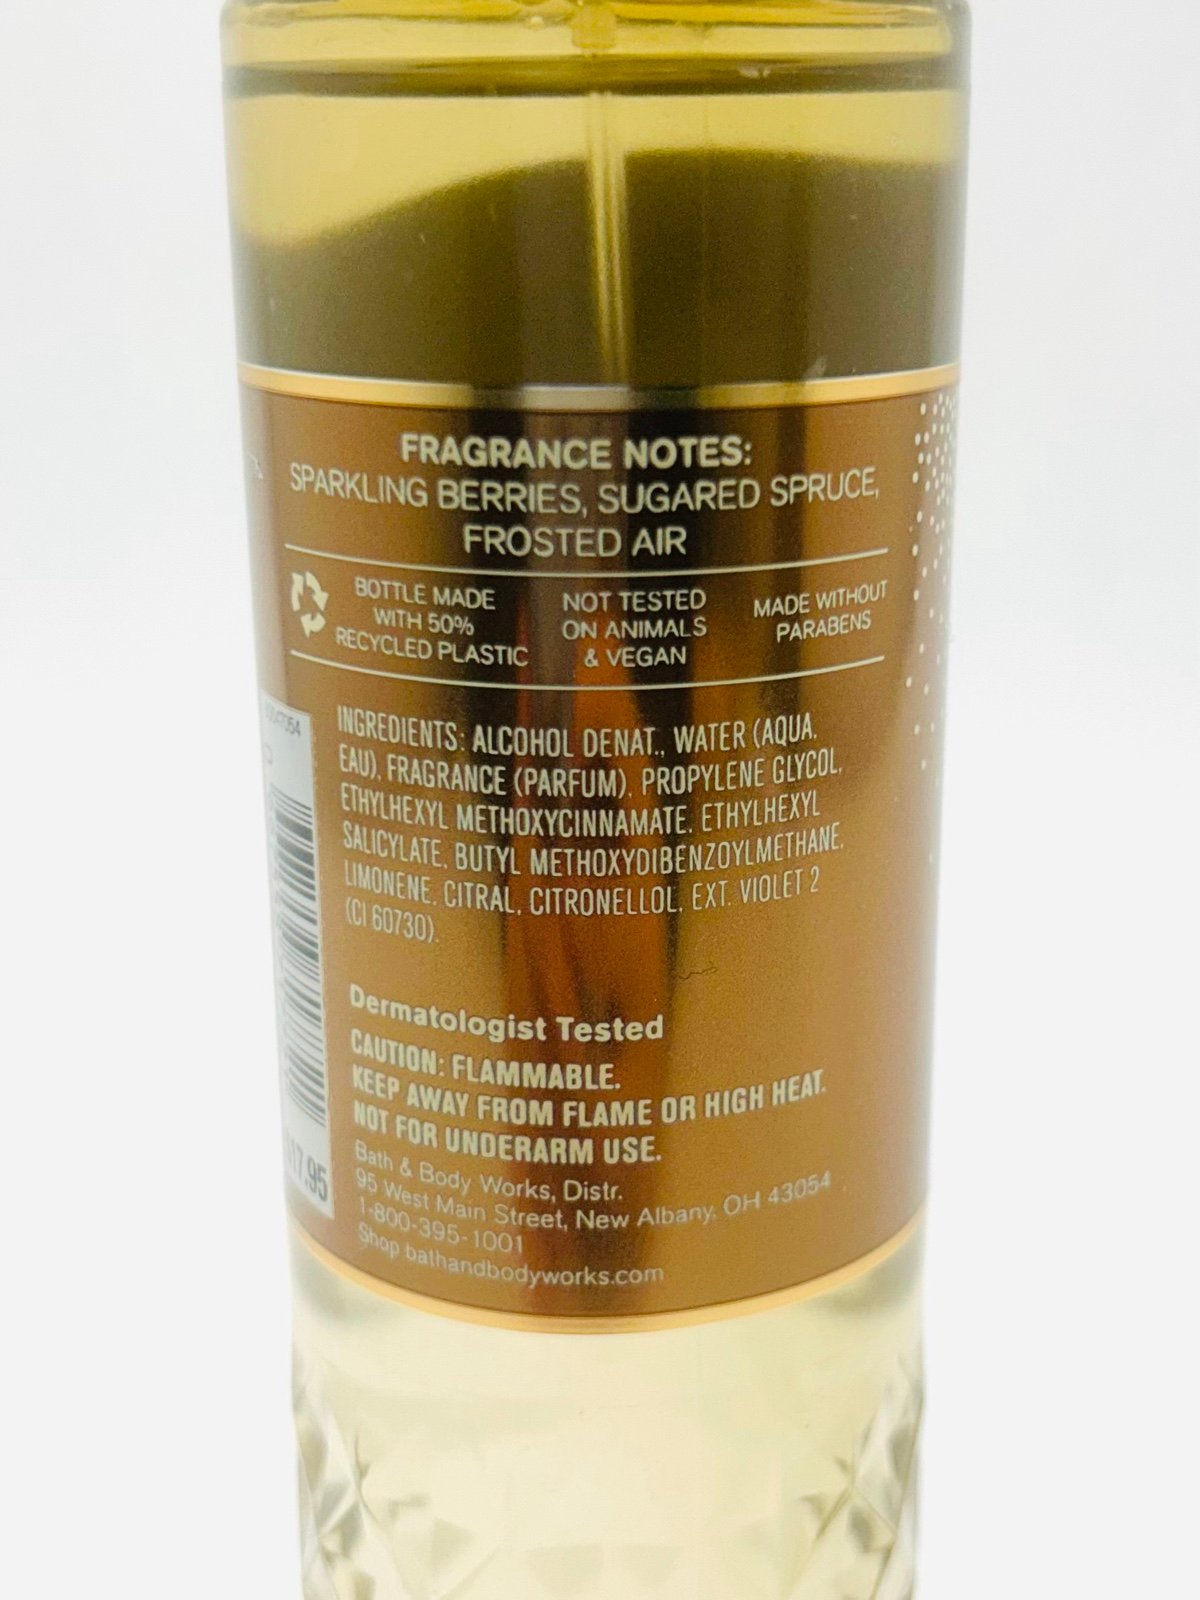 FRAGRANCE NOTES:
SPARKLING BERRIES, SUGARED SPRUCE,
FROSTED AIR
BOTTLE MADE
WITH 50%
RECYCLED PLASTIC
NOT TESTED
ON ANIMALS
& VEGAN
MADE WITHOUT
PARABENS
INGREDIENTS: ALCOHOL DENAT., WATER (AQUA,
EAU), FRAGRANCE (PARFUM), PROPYLENE GLYCOL,
ETHYLHEXYL METHOXYCINNAMATE, ETHYLHEXYL
SALICYLATE, BUTYL METHOXYDIBENZOYLMETHANE,
LIMONENE, CITRAL, CITRONELLOL, EXT. VIOLET 2
(CI 60730).
Dermatologist Tested
CAUTION: FLAMMABLE.
KEEP AWAY FROM FLAME OR HIGH HEAT.
NOT FOR UNDERARM USE.
Bath & Body Works, Distr.
95 West Main Street, New Albany, OH 43054
1-800-395-1001
Shop bathandbodyworks.com